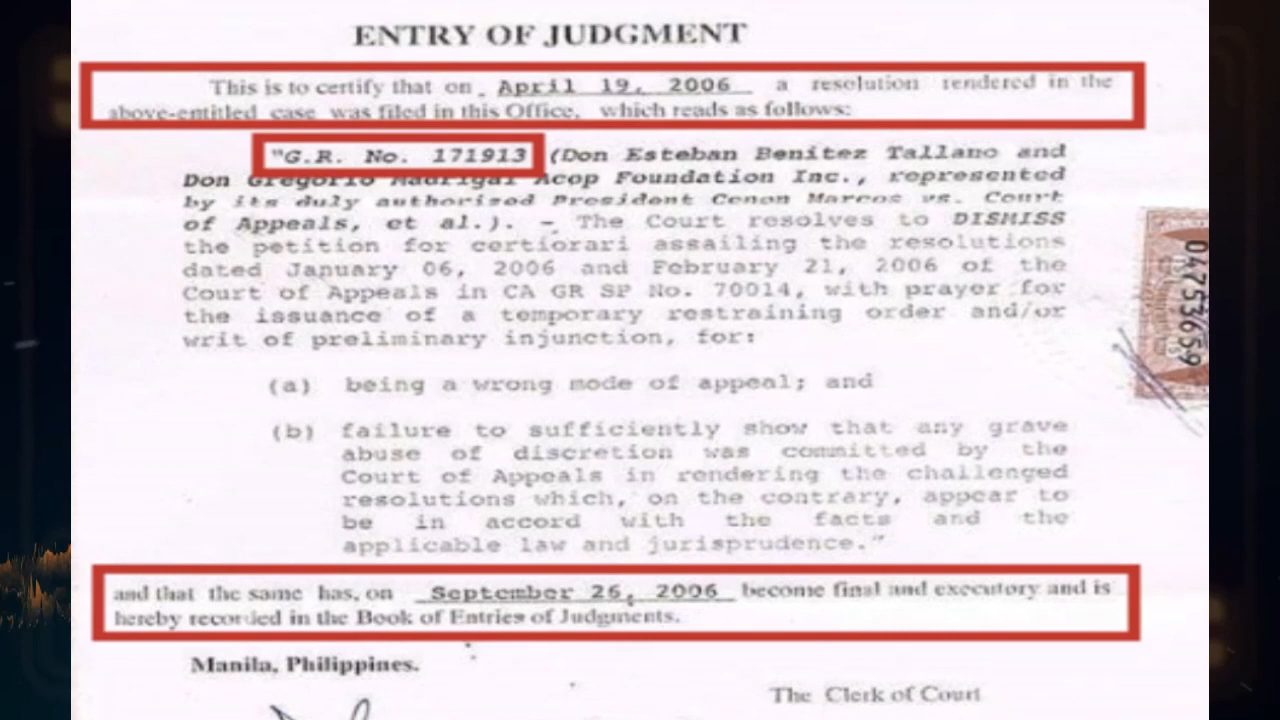 ENTRY OF JUDGMENT
This is to certify that on April 19, 2006 a resolution rendered in the
above-entitled case was filed in this Office, which reads as follows:
"G.R. No. 171913 (Don Esteban Benitez Tallano and
Don Gregorio Madrigal Acop Foundation Inc., represented
by its duly authorised President Cenon Marcos vs. Court
of Appeals, et al.). - The Court resolves to DISMISS
the petition for certiorari assailing the resolutions
dated January 06, 2006 and February 21, 2006 of the
Court of Appeals in CA GR SP No. 70014, with prayer for
the issuance of a temporary restraining order and/or
writ of preliminary injunction, for:
(a) being a wrong mode of appeal; and
(b) failure to sufficiently show that any grave
abuse of discretion was committed by the
Court of Appeals in rendering the challenged
resolutions which, on the contrary, appear to
be in accord with the facts and the
applicable law and jurisprudence."
and that the same has, on September 26, 2006 become final and executory and is
hereby recorded in the Book of Entries of Judgments.
Manila, Philippines.
The Clerk of Court
04753659